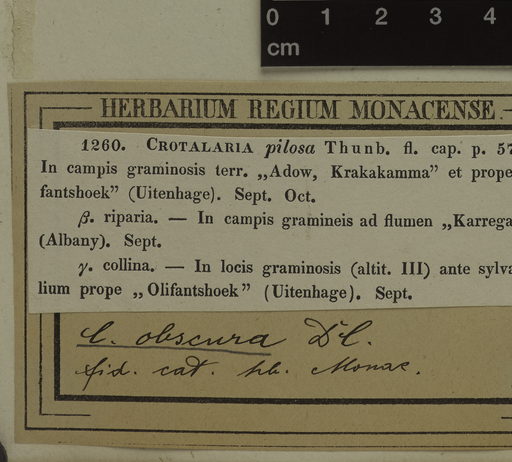 0 1 2 3 4
cm
HERBARIUM REGIUM MONACENSE.
1260. CROTALARIA pilosa Thunb. fl. cap. p. 57
In campis graminosis terr. „Adow, Krakakamma” et prope
fantshoek” (Uitenhage). Sept. Oct.
β. riparia. — In campis gramineis ad flumen „Karrega
(Albany). Sept.
γ. collina. — In locis graminosis (altit. III) ante sylva
lium prope „Olifantshoek” (Uitenhage). Sept.
C. obscura DC.
fid. cat. hb. Monac.